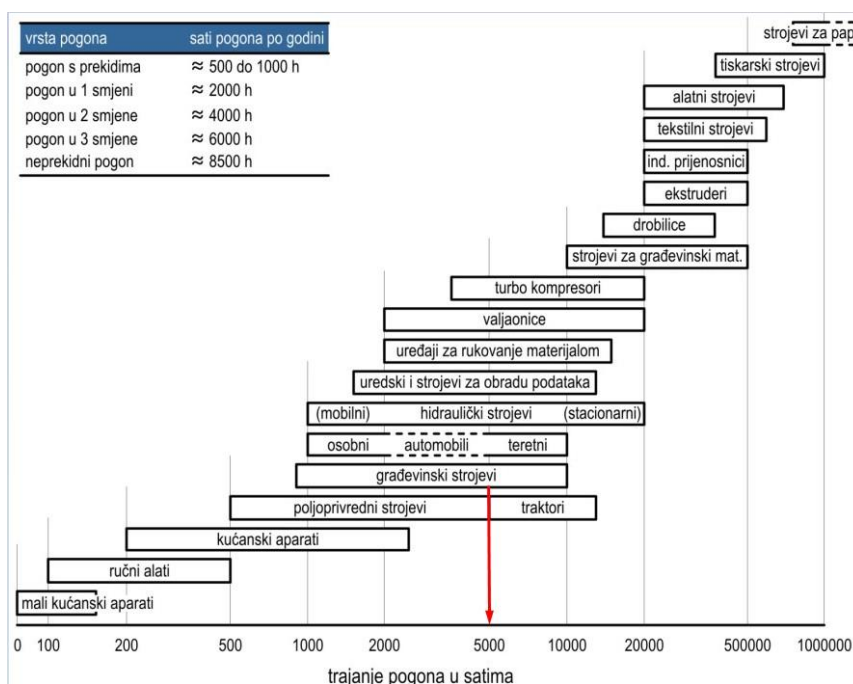 vrsta pogona sati pogona po godini
pogon s prekidima ≈ 500 do 1000 h
pogon u 1 smjeni ≈ 2000 h
pogon u 2 smjene ≈ 4000 h
pogon u 3 smjene ≈ 6000 h
neprekidni pogon ≈ 8500 h
strojevi za pap
tiskarski strojevi
alatni strojevi
tekstilni strojevi
ind. prijenosnici
ekstruderi
drobilice
strojevi za građevinski mat.
turbo kompresori
valjaonice
uređaji za rukovanje materijalom
uredski i strojevi za obradu podataka
(mobilni) hidraulički strojevi (stacionarni)
osobni automobili teretni
građevinski strojevi
poljoprivredni strojevi traktori
kućanski aparati
ručni alati
mali kućanski aparati
0 100 200 500 1000 2000 5000 10000 20000 500000 1000000
trajanje pogona u satima